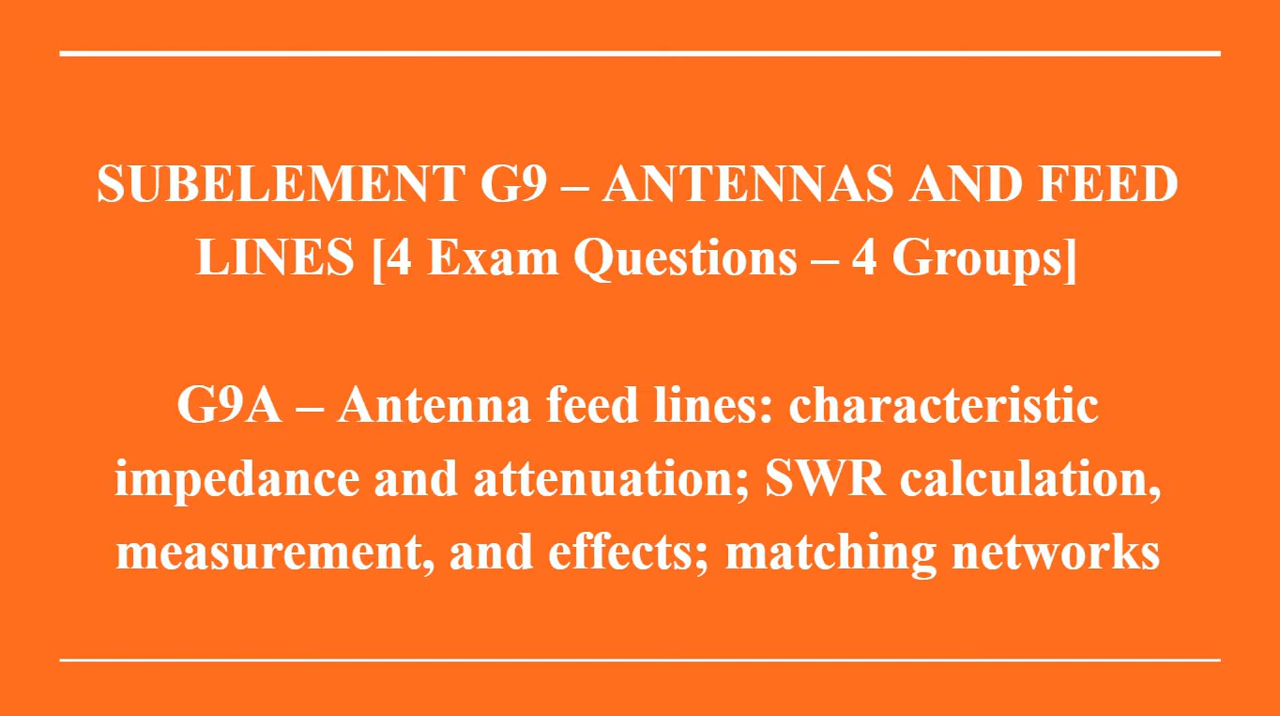 SUBELEMENT G9 – ANTENNAS AND FEED
LINES [4 Exam Questions – 4 Groups]
G9A – Antenna feed lines: characteristic
impedance and attenuation; SWR calculation,
measurement, and effects; matching networks